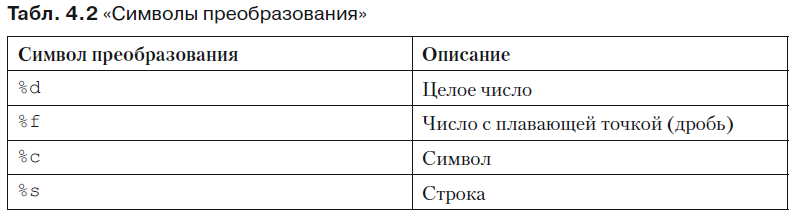 Табл. 4.2 «Символы преобразования»
Символ преобразования Описание
%d Целое число
%f Число с плавающей точкой (дробь)
%c Символ
%s Строка